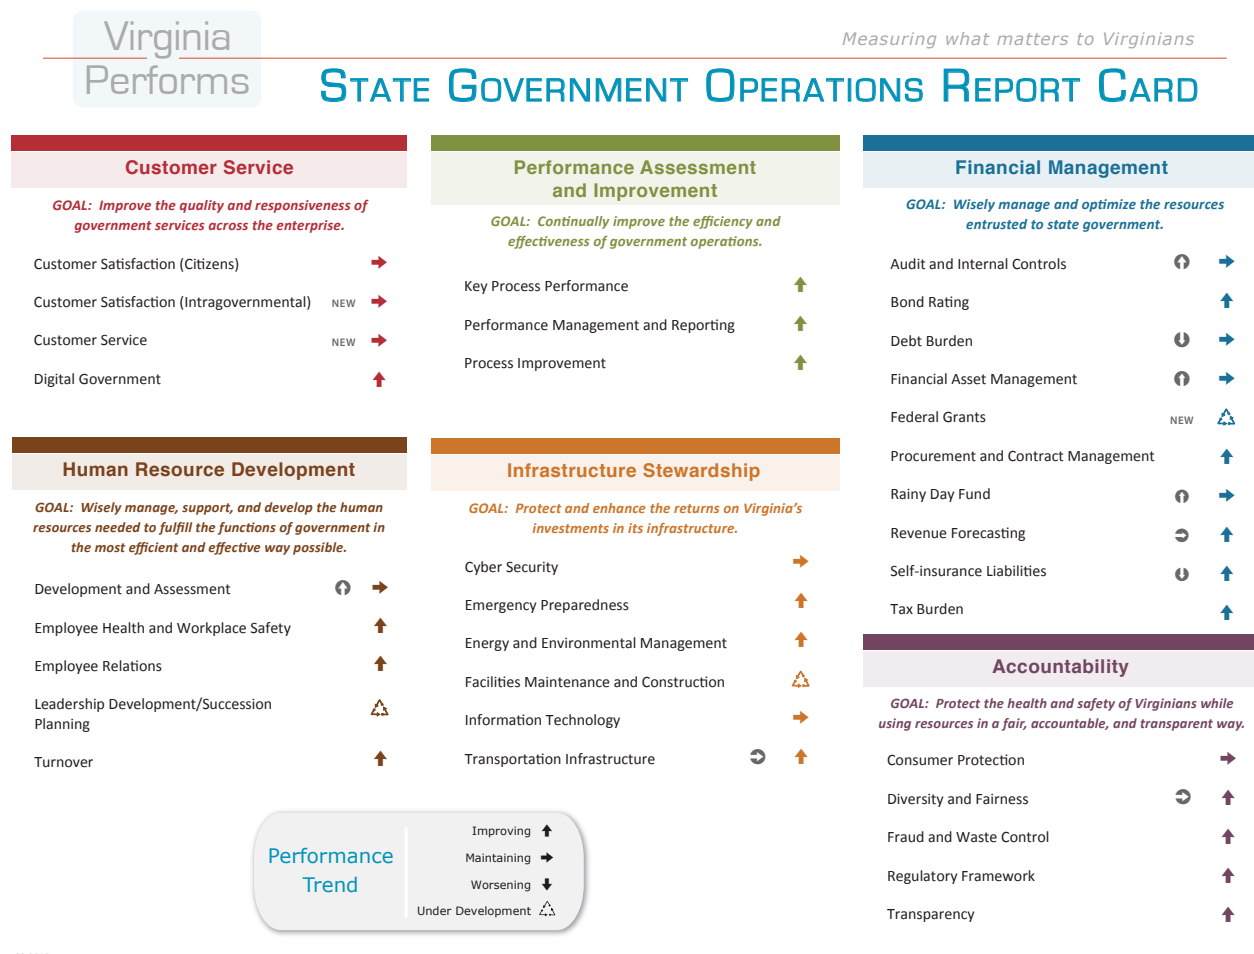 Virginia
Performs
Measuring what matters to Virginians
STATE GOVERNMENT OPERATIONS REPORT CARD
Customer Service
GOAL: Improve the quality and responsiveness of
government services across the enterprise.
Customer Satisfaction (Citizens)
Customer Satisfaction (Intragovernmental) NEW
Customer Service NEW
Digital Government
Performance Assessment
and Improvement
GOAL: Continually improve the efficiency and
effectiveness of government operations.
Key Process Performance
Performance Management and Reporting
Process Improvement
Financial Management
GOAL: Wisely manage and optimize the resources
entrusted to state government.
Audit and Internal Controls
Bond Rating
Debt Burden
Financial Asset Management
Federal Grants NEW
Procurement and Contract Management
Rainy Day Fund
Revenue Forecasting
Self-insurance Liabilities
Tax Burden
Human Resource Development
GOAL: Wisely manage, support, and develop the human
resources needed to fulfill the functions of government in
the most efficient and effective way possible.
Development and Assessment
Employee Health and Workplace Safety
Employee Relations
Leadership Development/Succession
Planning
Turnover
Infrastructure Stewardship
GOAL: Protect and enhance the returns on Virginia's
investments in its infrastructure.
Cyber Security
Emergency Preparedness
Energy and Environmental Management
Facilities Maintenance and Construction
Information Technology
Transportation Infrastructure
Accountability
GOAL: Protect the health and safety of Virginians while
using resources in a fair, accountable, and transparent way.
Consumer Protection
Diversity and Fairness
Fraud and Waste Control
Regulatory Framework
Transparency
Performance
Trend
Improving
Maintaining
Worsening
Under Development